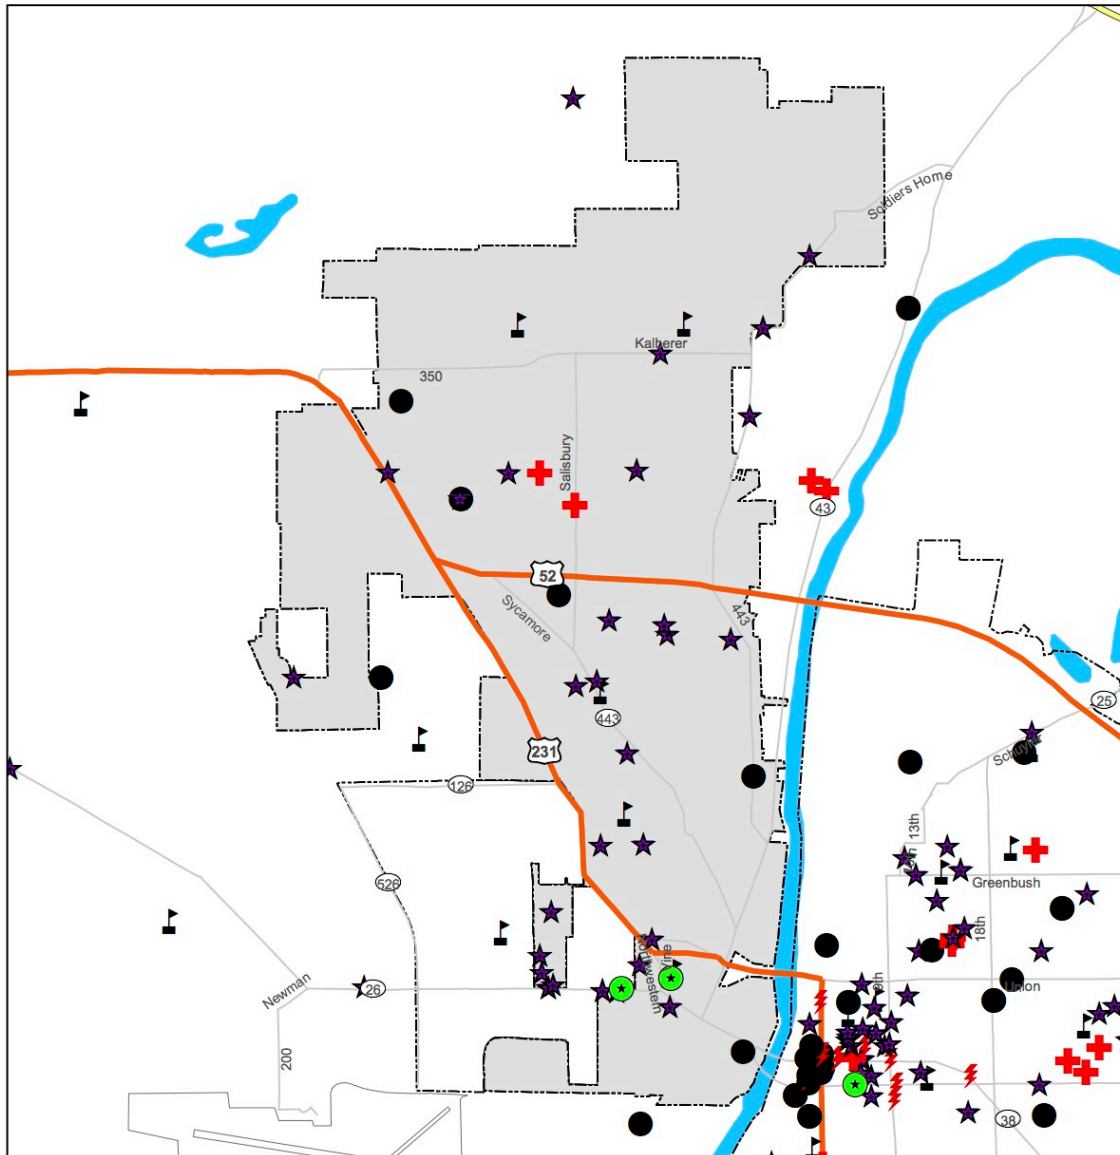 Soldiers Home
Kalberer
350
Salisbury
43
52
Sycamore
443
25
443
231
Schuyler
126
13th
526
Greenbush
18th
Vine
Northwestern
9th
Newman
26
Union
200
38